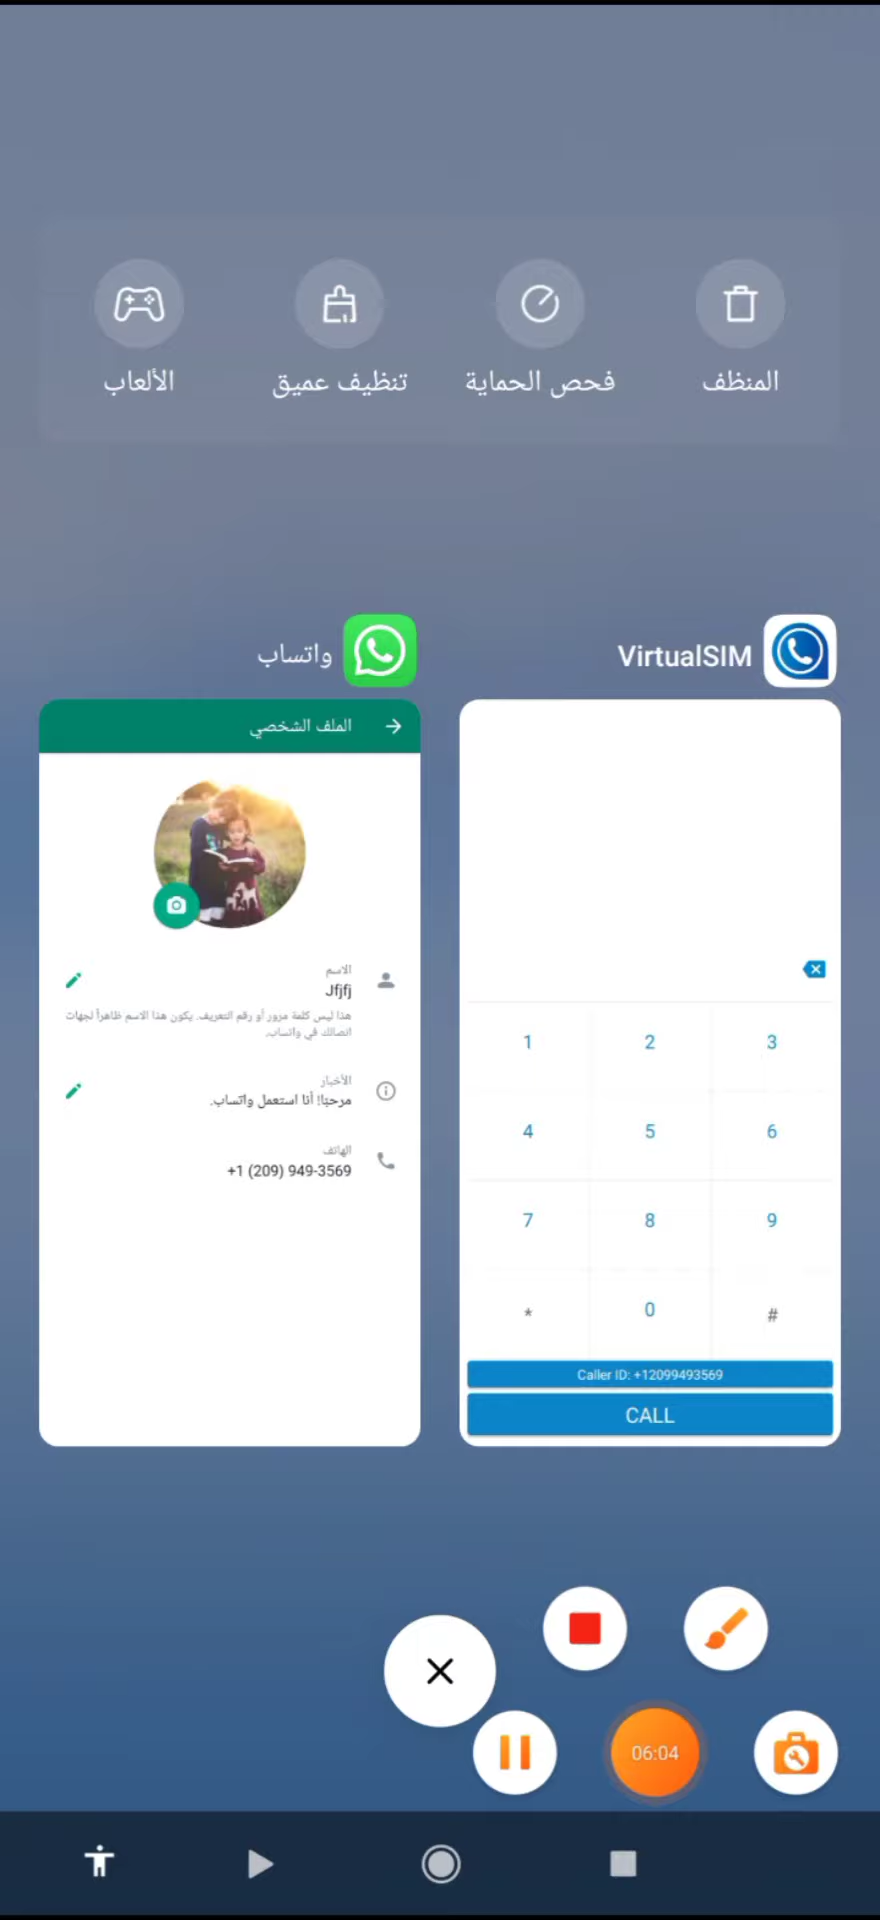 المنظف
فحص الحماية
تنظيف عميق
الألعاب
VirtualSIM
واتساب
الملف الشخصي
الاسم
Jfjfj
هذا ليس كلمة مرور أو رقم التعريف. يكون هذا الاسم ظاهراً لجهات
اتصالك في واتساب.
الأخبار
مرحبًا! أنا استعمل واتساب.
الهاتف
+1 (209) 949-3569
1 2 3
4 5 6
7 8 9
* 0 #
Caller ID: +12099493569
CALL
06:04